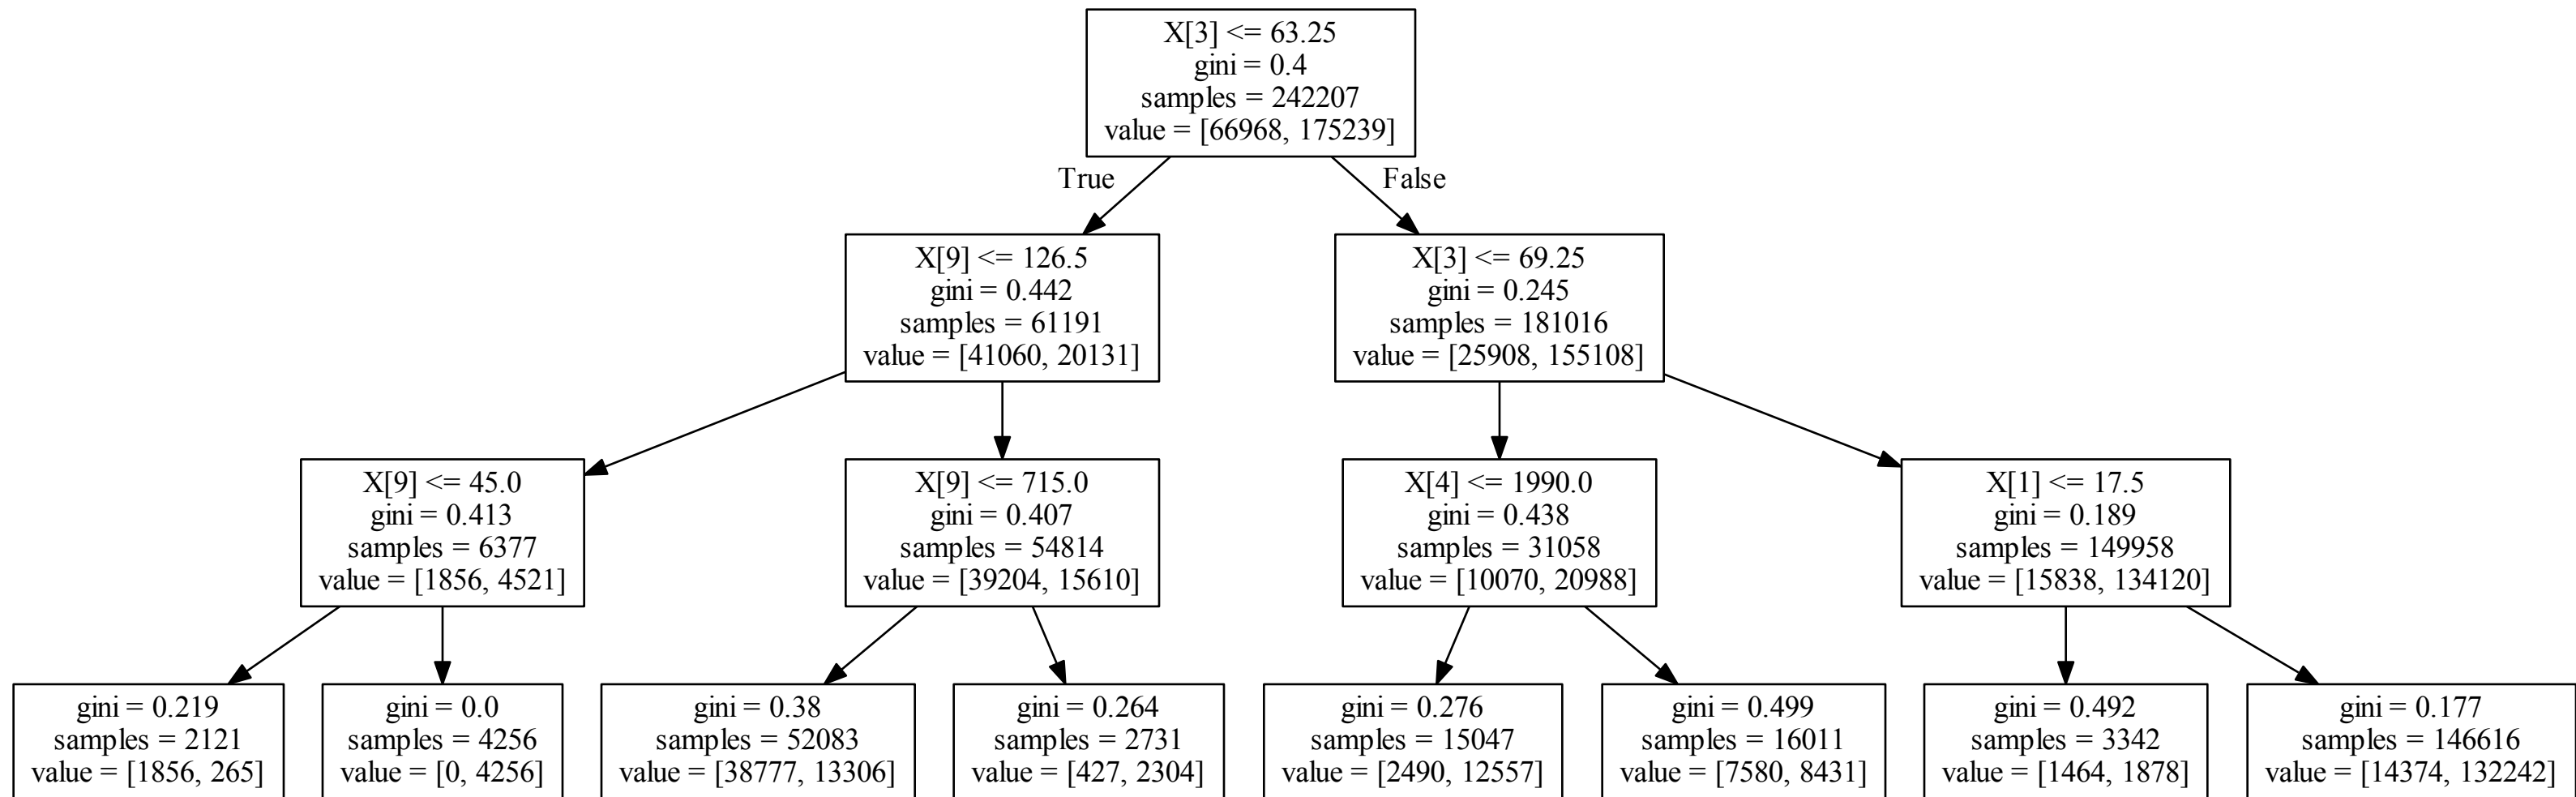 X[3] <= 63.25
gini = 0.4
samples = 242207
value = [66968, 175239]
True
False
X[9] <= 126.5
gini = 0.442
samples = 61191
value = [41060, 20131]
X[3] <= 69.25
gini = 0.245
samples = 181016
value = [25908, 155108]
X[9] <= 45.0
gini = 0.413
samples = 6377
value = [1856, 4521]
X[9] <= 715.0
gini = 0.407
samples = 54814
value = [39204, 15610]
X[4] <= 1990.0
gini = 0.438
samples = 31058
value = [10070, 20988]
X[1] <= 17.5
gini = 0.189
samples = 149958
value = [15838, 134120]
gini = 0.219
samples = 2121
value = [1856, 265]
gini = 0.0
samples = 4256
value = [0, 4256]
gini = 0.38
samples = 52083
value = [38777, 13306]
gini = 0.264
samples = 2731
value = [427, 2304]
gini = 0.276
samples = 15047
value = [2490, 12557]
gini = 0.499
samples = 16011
value = [7580, 8431]
gini = 0.492
samples = 3342
value = [1464, 1878]
gini = 0.177
samples = 146616
value = [14374, 132242]